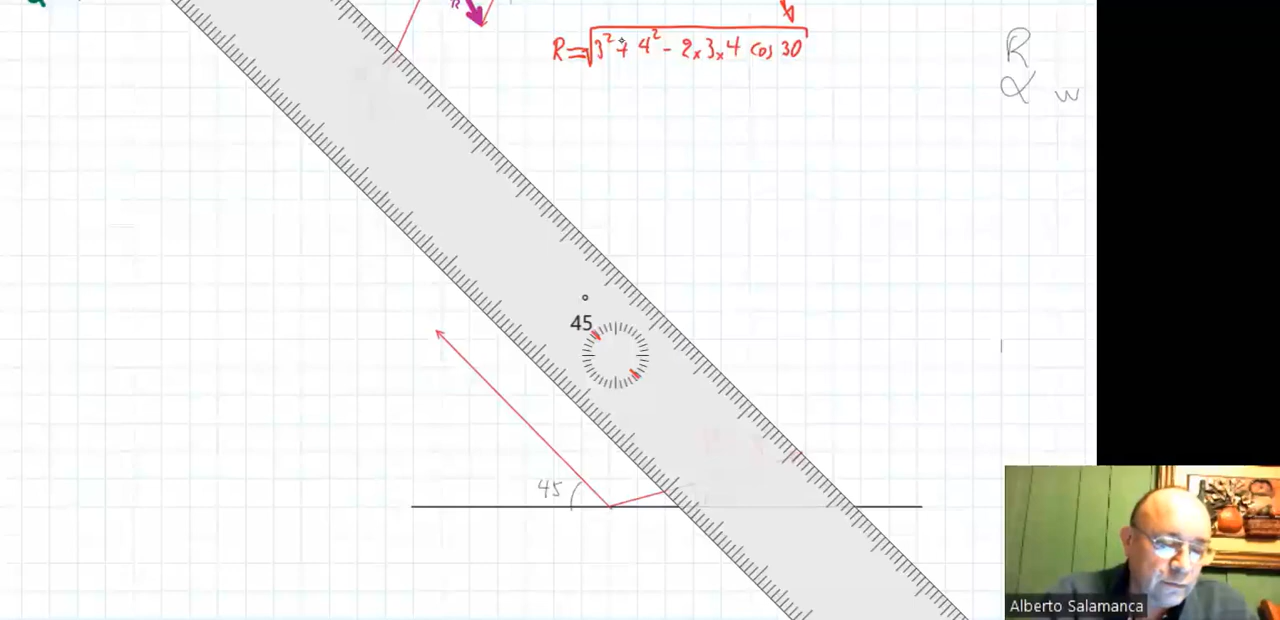 R
R=√3²+4²-2x3x4 cos 30
R
α w
°
45
45
Alberto Salamanca